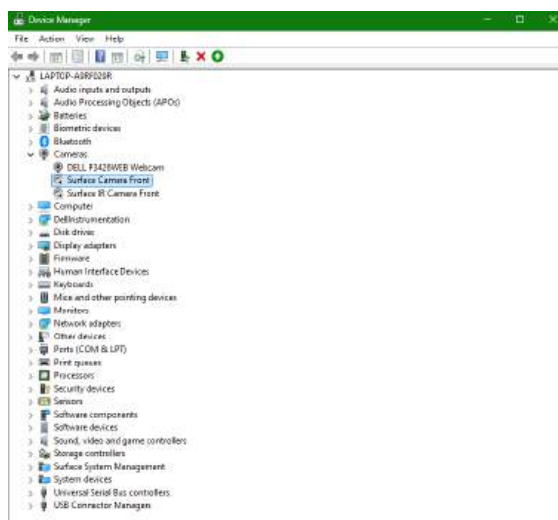 Device Manager
File Action View Help
Audio inputs and outputs
Audio Processing Objects (APOs)
Batteries
Biometric devices
Bluetooth
Cameras
Webcam
Surface Camera Front
Surface IR Camera Front
Computer
DellInstrumentation
Disk drives
Display adapters
Firmware
Human Interface Devices
Keyboards
Mice and other pointing devices
Monitors
Network adapters
Other devices
Ports (COM & LPT)
Print queues
Processors
Security devices
Sensors
Software components
Software devices
Sound, video and game controllers
Storage controllers
Surface System Management
System devices
Universal Serial Bus controllers
USB Connector Managers